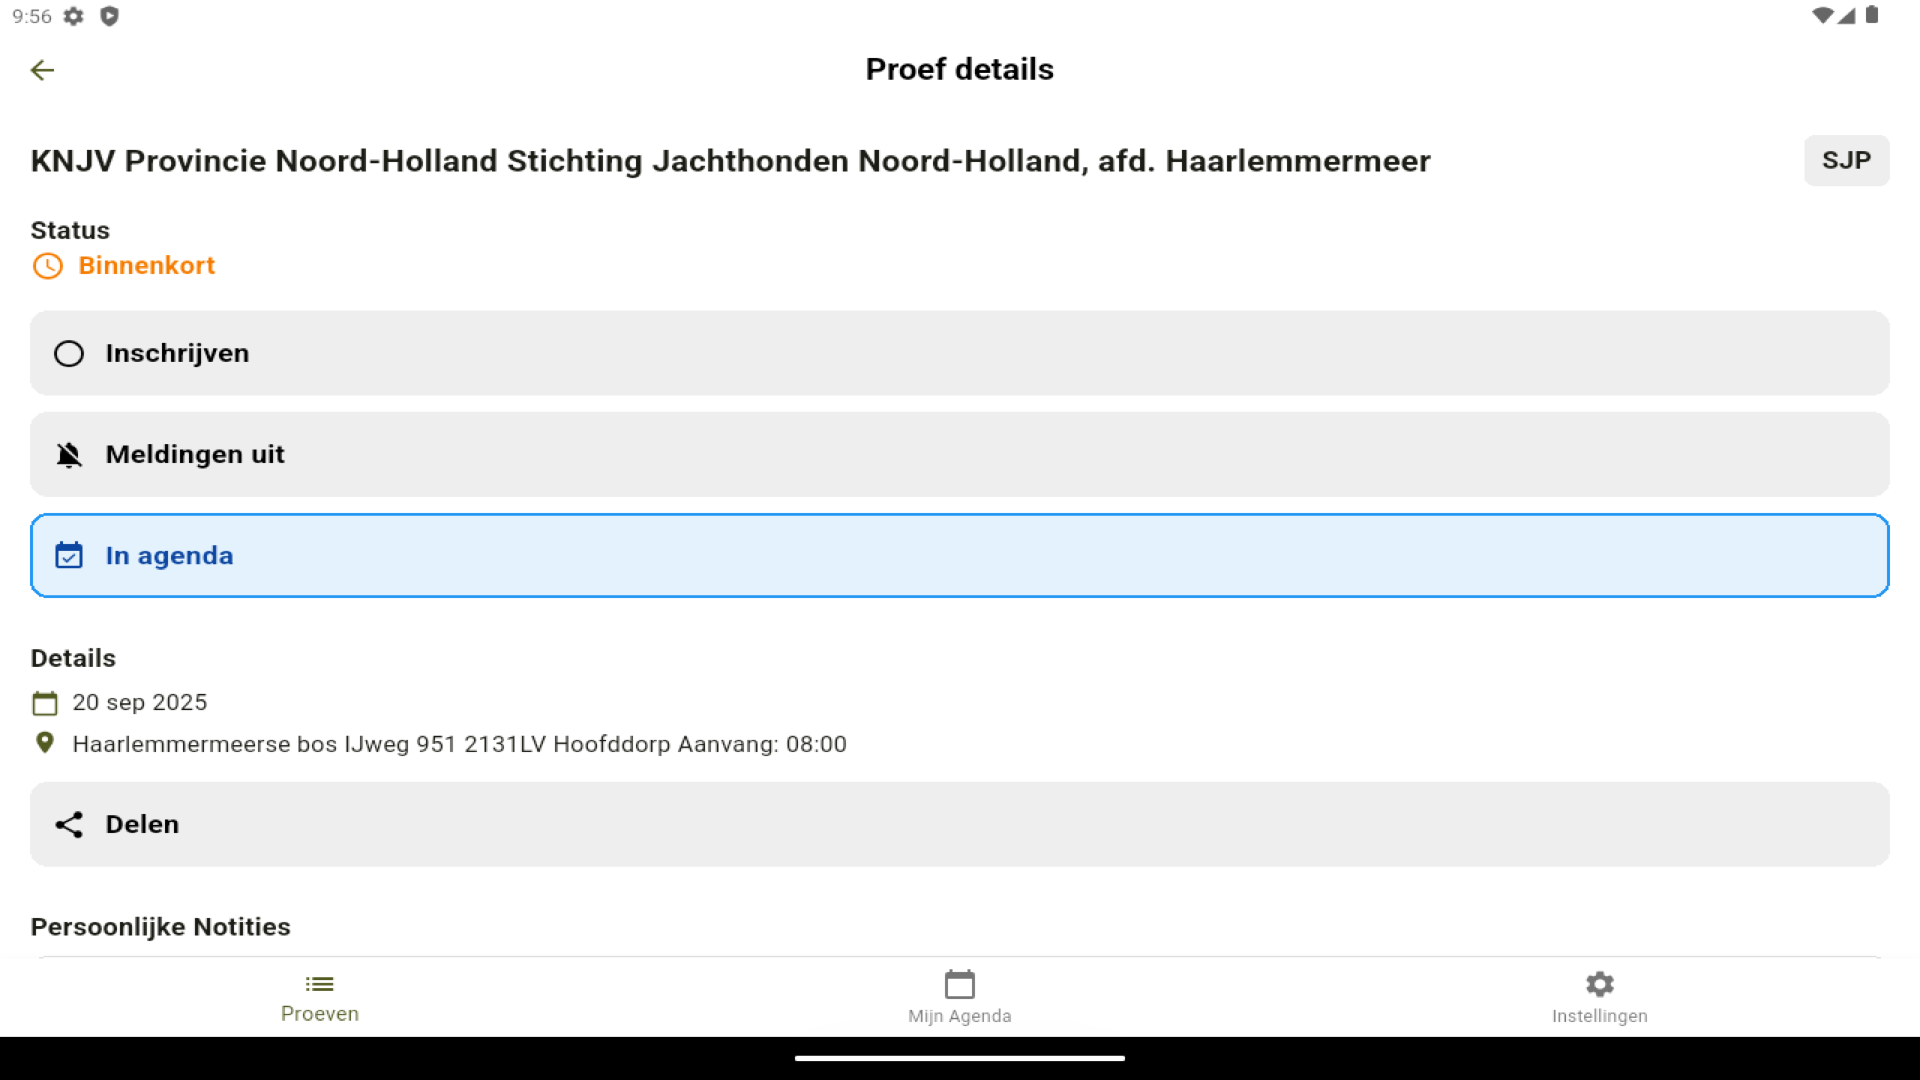 9:56
Proef details
KNJV Provincie Noord-Holland Stichting Jachthonden Noord-Holland, afd. Haarlemmermeer
SJP
Status
Binnenkort
Inschrijven
Meldingen uit
In agenda
Details
20 sep 2025
Haarlemmermeerse bos IJweg 951 2131LV Hoofddorp Aanvang: 08:00
Delen
Persoonlijke Notities
Proeven
Mijn Agenda
Instellingen